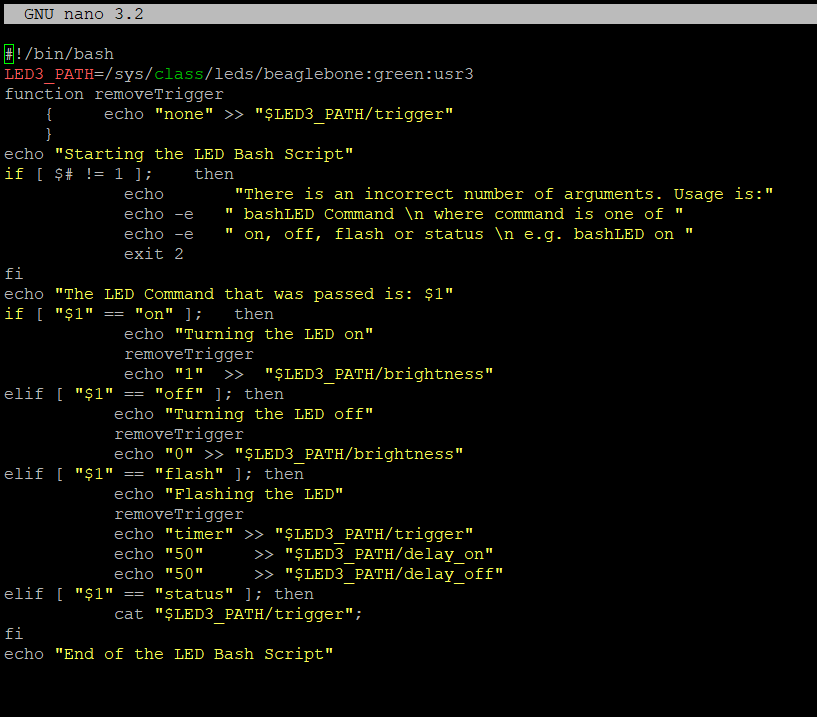 GNU nano 3.2
#!/bin/bash
LED3_PATH=/sys/class/leds/beaglebone:green:usr3
function removeTrigger
    {     echo "none" >> "$LED3_PATH/trigger"
    }
echo "Starting the LED Bash Script"
if [ $# != 1 ];    then
            echo       "There is an incorrect number of arguments. Usage is:"
            echo -e   " bashLED Command \n where command is one of "
            echo -e   " on, off, flash or status \n e.g. bashLED on "
            exit 2
fi
echo "The LED Command that was passed is: $1"
if [ "$1" == "on" ];   then
            echo "Turning the LED on"
            removeTrigger
            echo "1"  >>  "$LED3_PATH/brightness"
elif [ "$1" == "off" ]; then
           echo "Turning the LED off"
           removeTrigger
           echo "0" >> "$LED3_PATH/brightness"
elif [ "$1" == "flash" ]; then
           echo "Flashing the LED"
           removeTrigger
           echo "timer" >> "$LED3_PATH/trigger"
           echo "50"     >> "$LED3_PATH/delay_on"
           echo "50"     >> "$LED3_PATH/delay_off"
elif [ "$1" == "status" ]; then
           cat "$LED3_PATH/trigger";
fi
echo "End of the LED Bash Script"